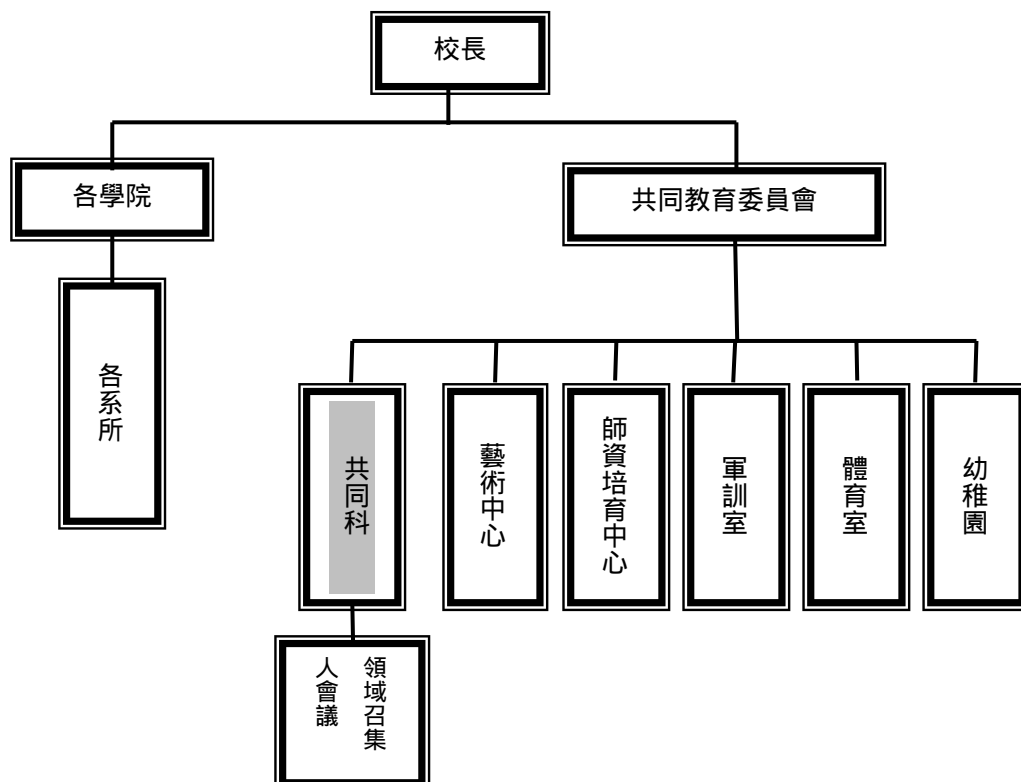 校長
各學院
共同教育委員會
各系所
共同科
藝術中心
師資培育中心
軍訓室
體育室
幼稚園
領域召集
人會議